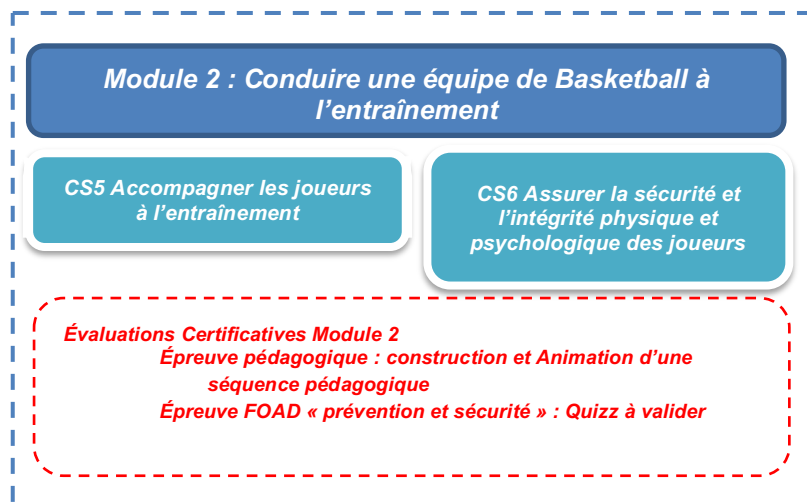 Module 2 : Conduire une équipe de Basketball à
l’entraînement
CS5 Accompagner les joueurs
à l’entraînement
CS6 Assurer la sécurité et
l’intégrité physique et
psychologique des joueurs
Évaluations Certificatives Module 2
Épreuve pédagogique : construction et Animation d’une
séquence pédagogique
Épreuve FOAD « prévention et sécurité » : Quizz à valider